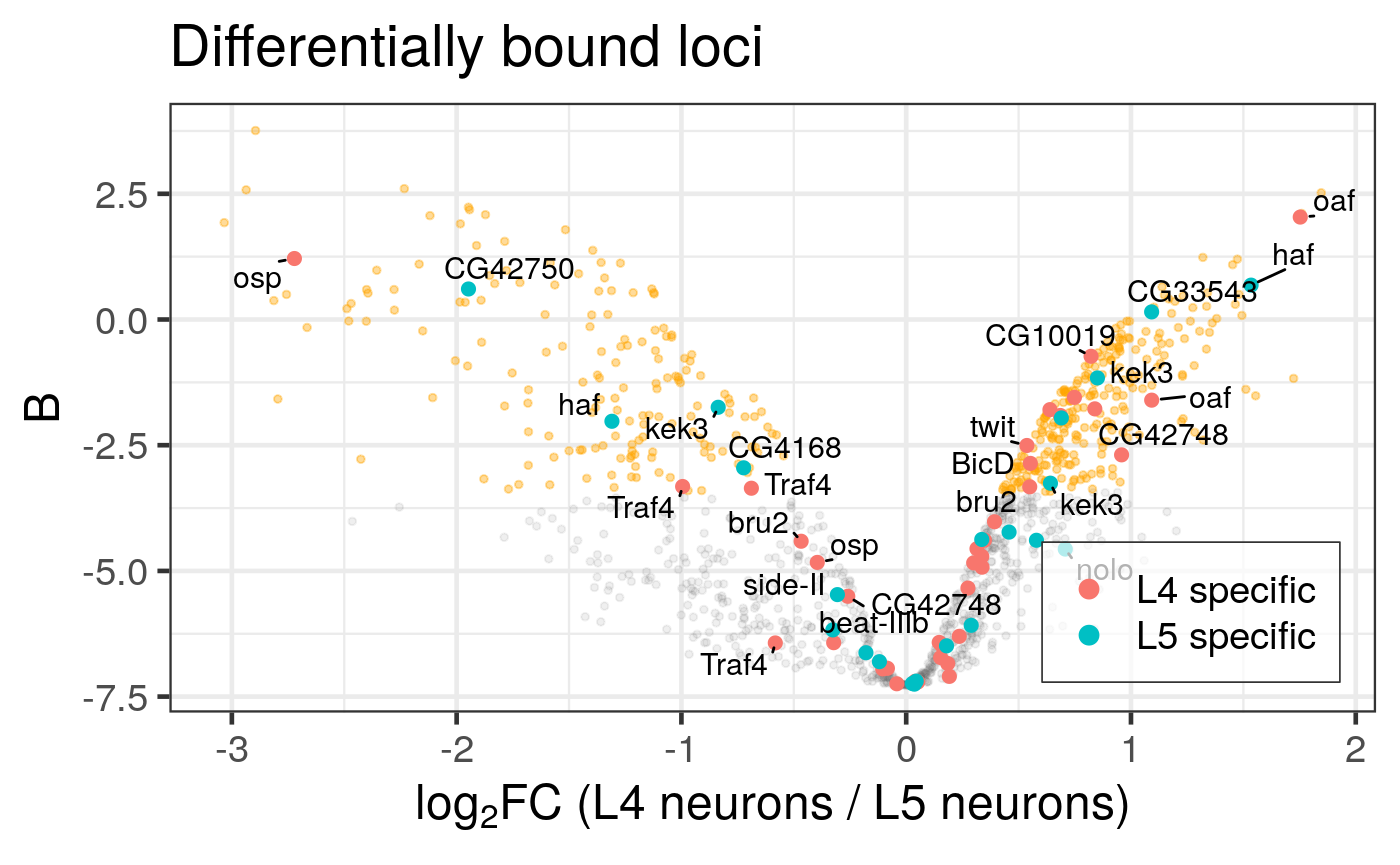 Differentially bound loci
B
2.5
0.0
-2.5
-5.0
-7.5
oaf
haf
osp
CG42750
CG33543
CG10019
kek3
haf
oaf
kek3
twit
CG42748
CG4168
BicD
Traf4
Traf4
bru2
kek3
bru2
osp
nolo
side-II
CG42748
beat-IIIb
Traf4
L4 specific
L5 specific
-3
-2
-1
0
1
2
log2FC (L4 neurons / L5 neurons)